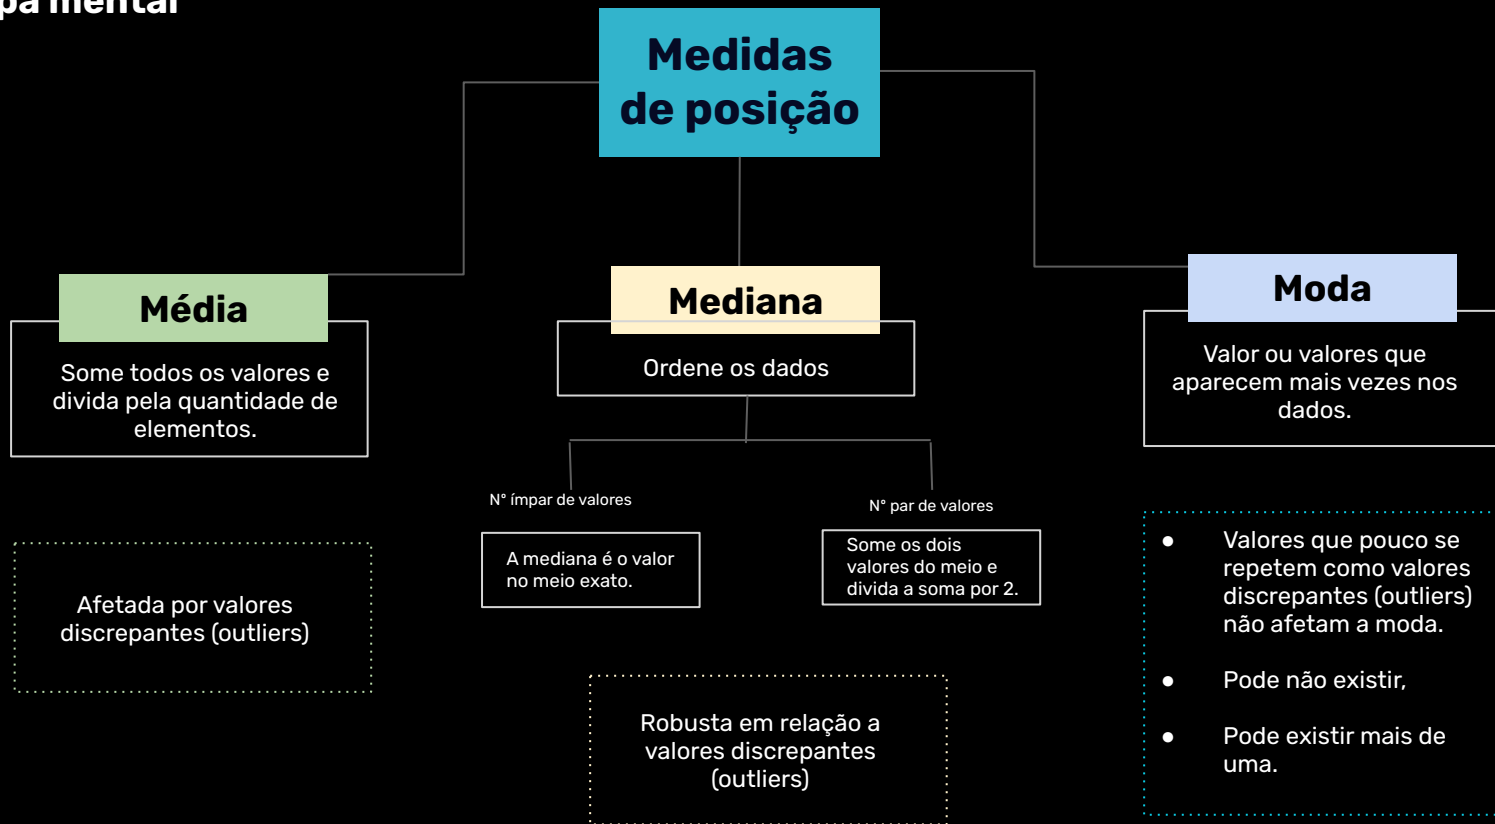 pa mental
Medidas
de posição
Média
Some todos os valores e
divida pela quantidade de
elementos.
Afetada por valores
discrepantes (outliers)
Mediana
Ordene os dados
N° ímpar de valores
A mediana é o valor
no meio exato.
N° par de valores
Some os dois
valores do meio e
divida a soma por 2.
Robusta em relação a
valores discrepantes
(outliers)
Moda
Valor ou valores que
aparecem mais vezes nos
dados.
● Valores que pouco se
repetem como valores
discrepantes (outliers)
não afetam a moda.
● Pode não existir,
● Pode existir mais de
uma.